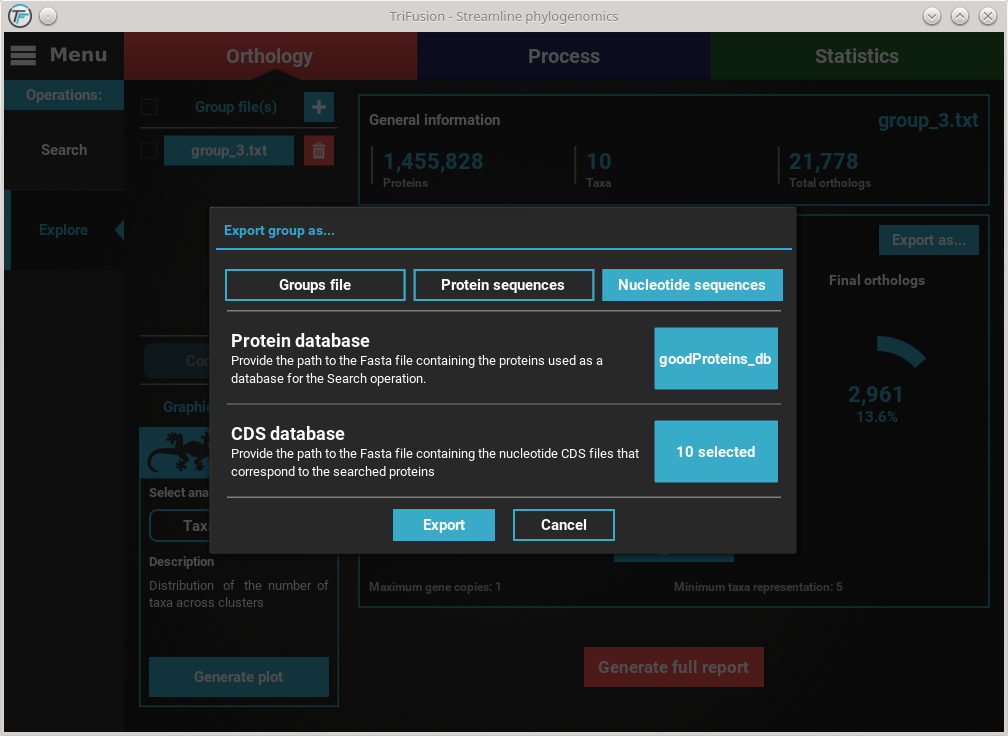 TriFusion - Streamline phylogenomics
Menu
Orthology
Process
Statistics
Operations:
Search
Explore
Group file(s)
+
group_3.txt
General information
group_3.txt
1,455,828
Proteins
10
Taxa
21,778
Total orthologs
Export as...
Final orthologs
2,961
13.6%
Export group as...
Groups file
Protein sequences
Nucleotide sequences
Protein database
Provide the path to the Fasta file containing the proteins used as a
database for the Search operation.
goodProteins_db
CDS database
Provide the path to the Fasta file containing the nucleotide CDS files that
correspond to the searched proteins
10 selected
Export
Cancel
Select ana
Taxa
Description
Distribution of the number of
taxa across clusters
Generate plot
Maximum gene copies: 1
Minimum taxa representation: 5
Generate full report